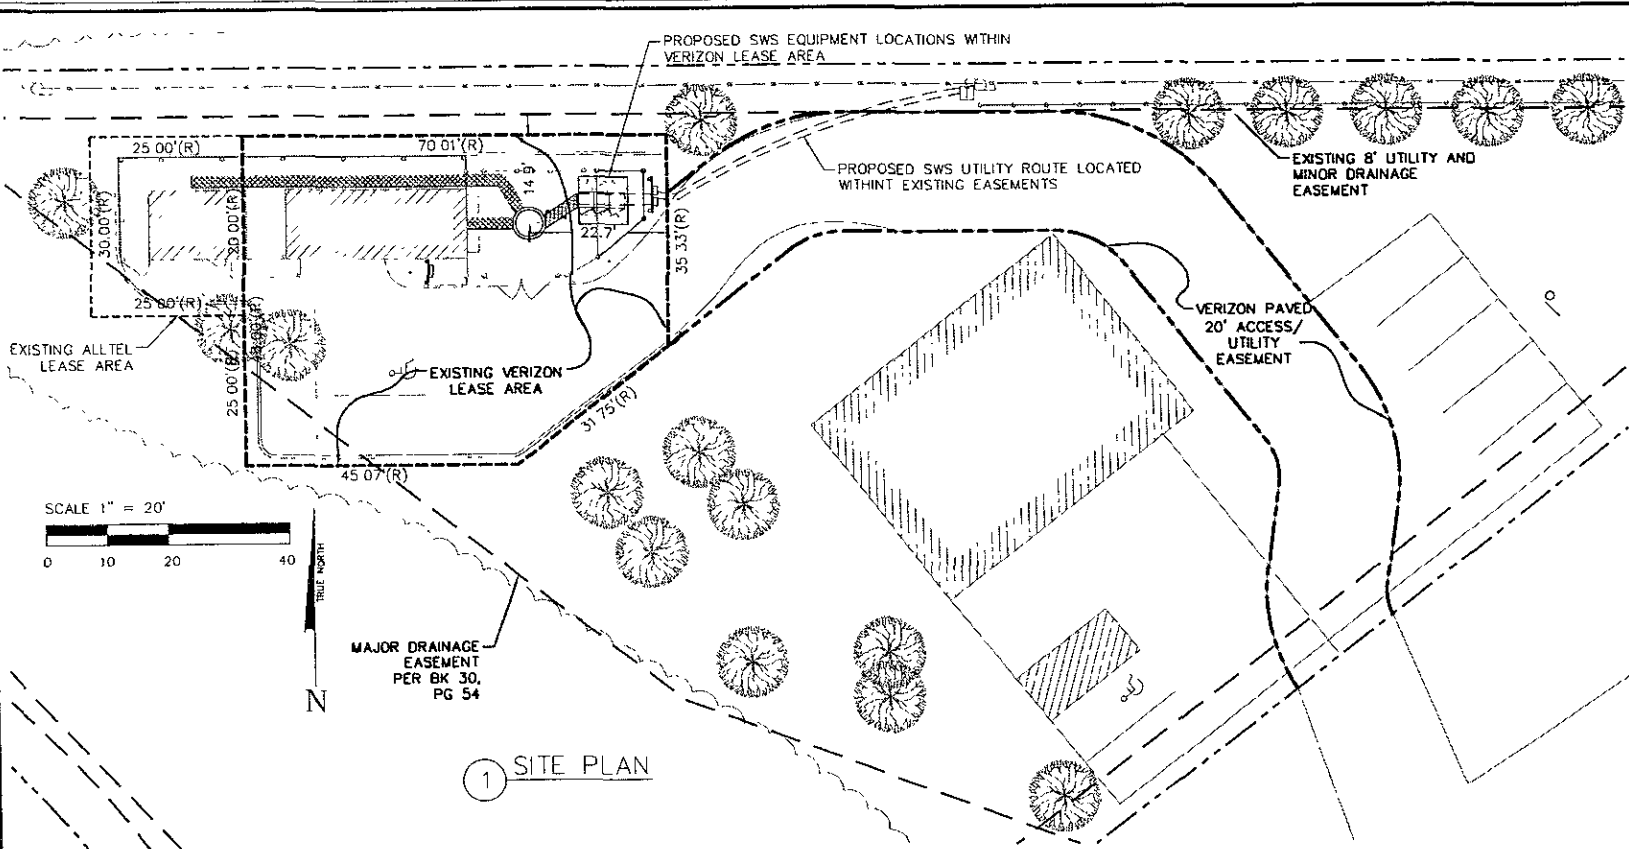 PROPOSED SWS EQUIPMENT LOCATIONS WITHIN
VERIZON LEASE AREA
25 00'(R)
70 01'(R)
14 9'
PROPOSED SWS UTILITY ROUTE LOCATED
WITHINT EXISTING EASEMENTS
EXISTING 8' UTILITY AND
MINOR DRAINAGE
EASEMENT
30.00'(R)
20 00'(R)
22.7'
35 33'(R)
25 00'(R)
EXISTING ALLTEL
LEASE AREA
25 00'(R)
EXISTING VERIZON
LEASE AREA
31 75'(R)
VERIZON PAVED
20' ACCESS/
UTILITY
EASEMENT
45 07'(R)
SCALE 1" = 20'
0 10 20 40
TRUE NORTH
N
MAJOR DRAINAGE
EASEMENT
PER BK 30,
PG 54
1 SITE PLAN